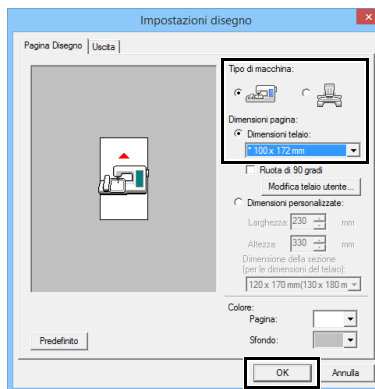 Impostazioni disegno
Pagina Disegno
Uscita
Tipo di macchina:
Dimensioni pagina:
Dimensioni telaio:
* 100 x 172 mm
Ruota di 90 gradi
Modifica telaio utente...
Dimensioni personalizzate:
Larghezza: 230 mm
Altezza: 330 mm
Dimensione della sezione
(per le dimensioni del telaio):
120 x 170 mm(130 x 180 m
Colore:
Pagina:
Sfondo:
Predefinito
OK
Annulla